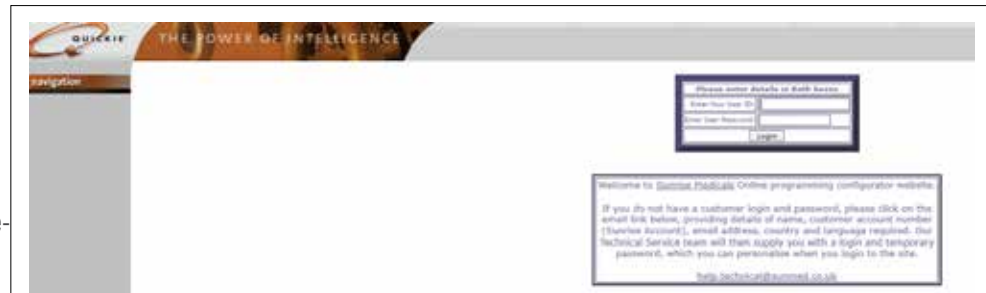 QUICKIE
THE POWER OF INTELLIGENCE
navigation
Please enter details in Both boxes
Enter Your User ID:
Enter User Password:
Login
Welcome to Sunrise Medicals Online programming configurator website.
If you do not have a customer login and password, please click on the
email link below, providing details of name, customer account number
(Sunrise Account), email address, country and language required. Our
Technical Service team will then supply you with a login and temporary
password, which you can personalise when you login to the site.
help.technical@sunmed.co.uk
-